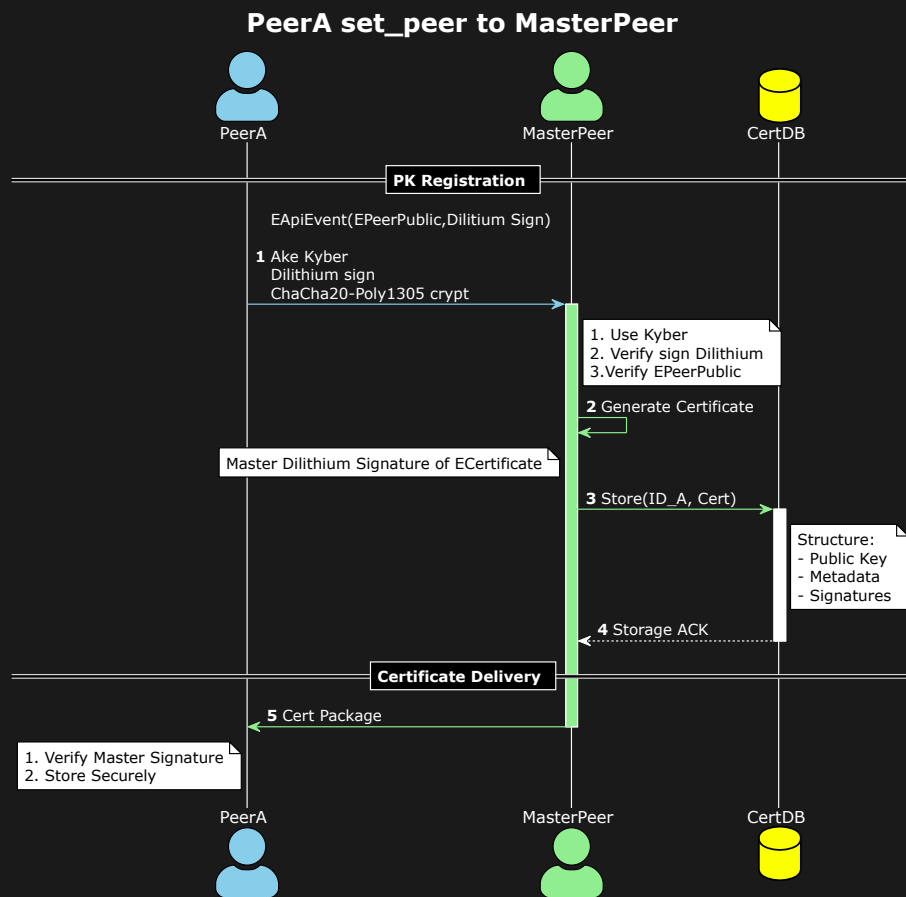 PeerA set_peer to MasterPeer
PeerA
MasterPeer
CertDB
PK Registration
EApiEvent(EPeerPublic,Dilitium Sign)
1 Ake Kyber
Dilithium sign
ChaCha20-Poly1305 crypt
1. Use Kyber
2. Verify sign Dilithium
3.Verify EPeerPublic
2 Generate Certificate
Master Dilithium Signature of ECertificate
3 Store(ID_A, Cert)
Structure:
- Public Key
- Metadata
- Signatures
4 Storage ACK
Certificate Delivery
5 Cert Package
1. Verify Master Signature
2. Store Securely
PeerA
MasterPeer
CertDB